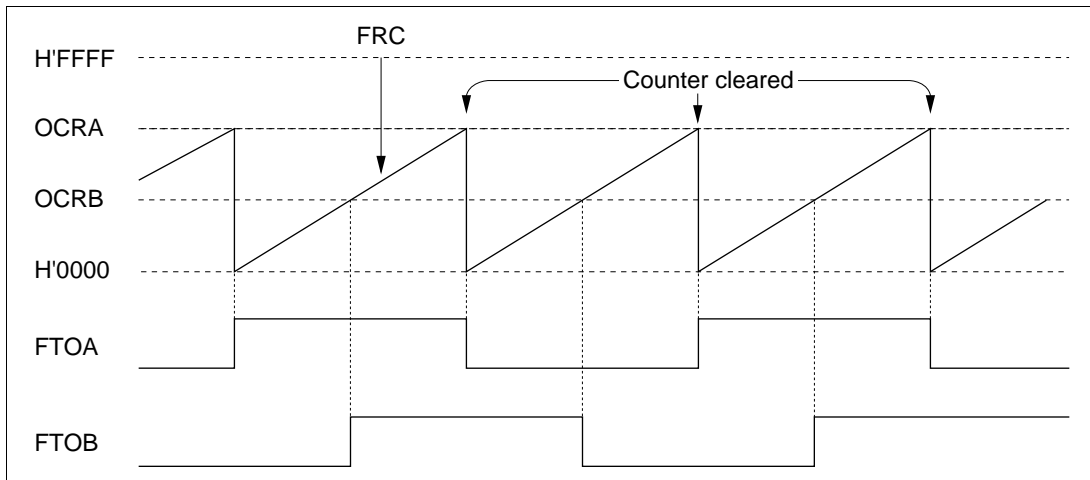 FRC
H'FFFF
Counter cleared
OCRA
OCRB
H'0000
FTOA
FTOB